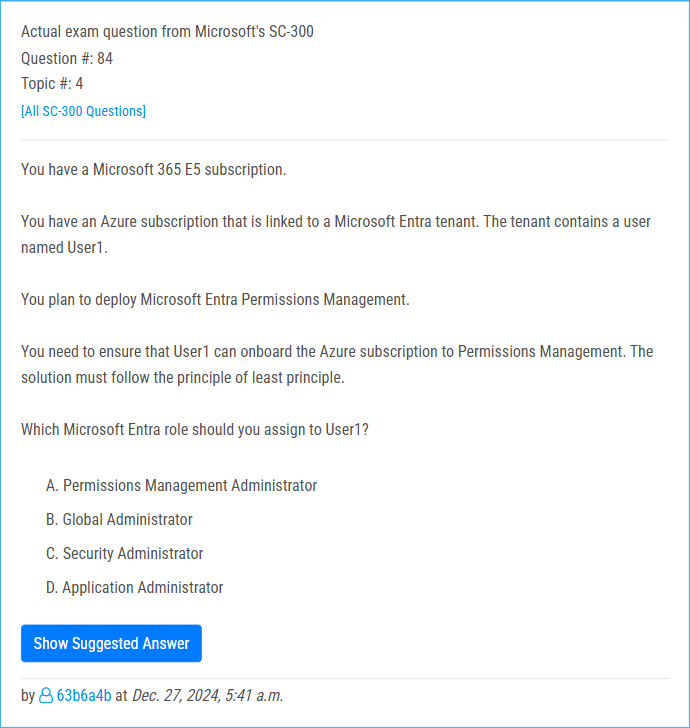 Actual exam question from Microsoft's SC-300
Question #: 84
Topic #: 4
[All SC-300 Questions]
You have a Microsoft 365 E5 subscription.
You have an Azure subscription that is linked to a Microsoft Entra tenant. The tenant contains a user
named User1.
You plan to deploy Microsoft Entra Permissions Management.
You need to ensure that User1 can onboard the Azure subscription to Permissions Management. The
solution must follow the principle of least principle.
Which Microsoft Entra role should you assign to User1?
A. Permissions Management Administrator
B. Global Administrator
C. Security Administrator
D. Application Administrator
Show Suggested Answer
by 63b6a4b at Dec. 27, 2024, 5:41 a.m.